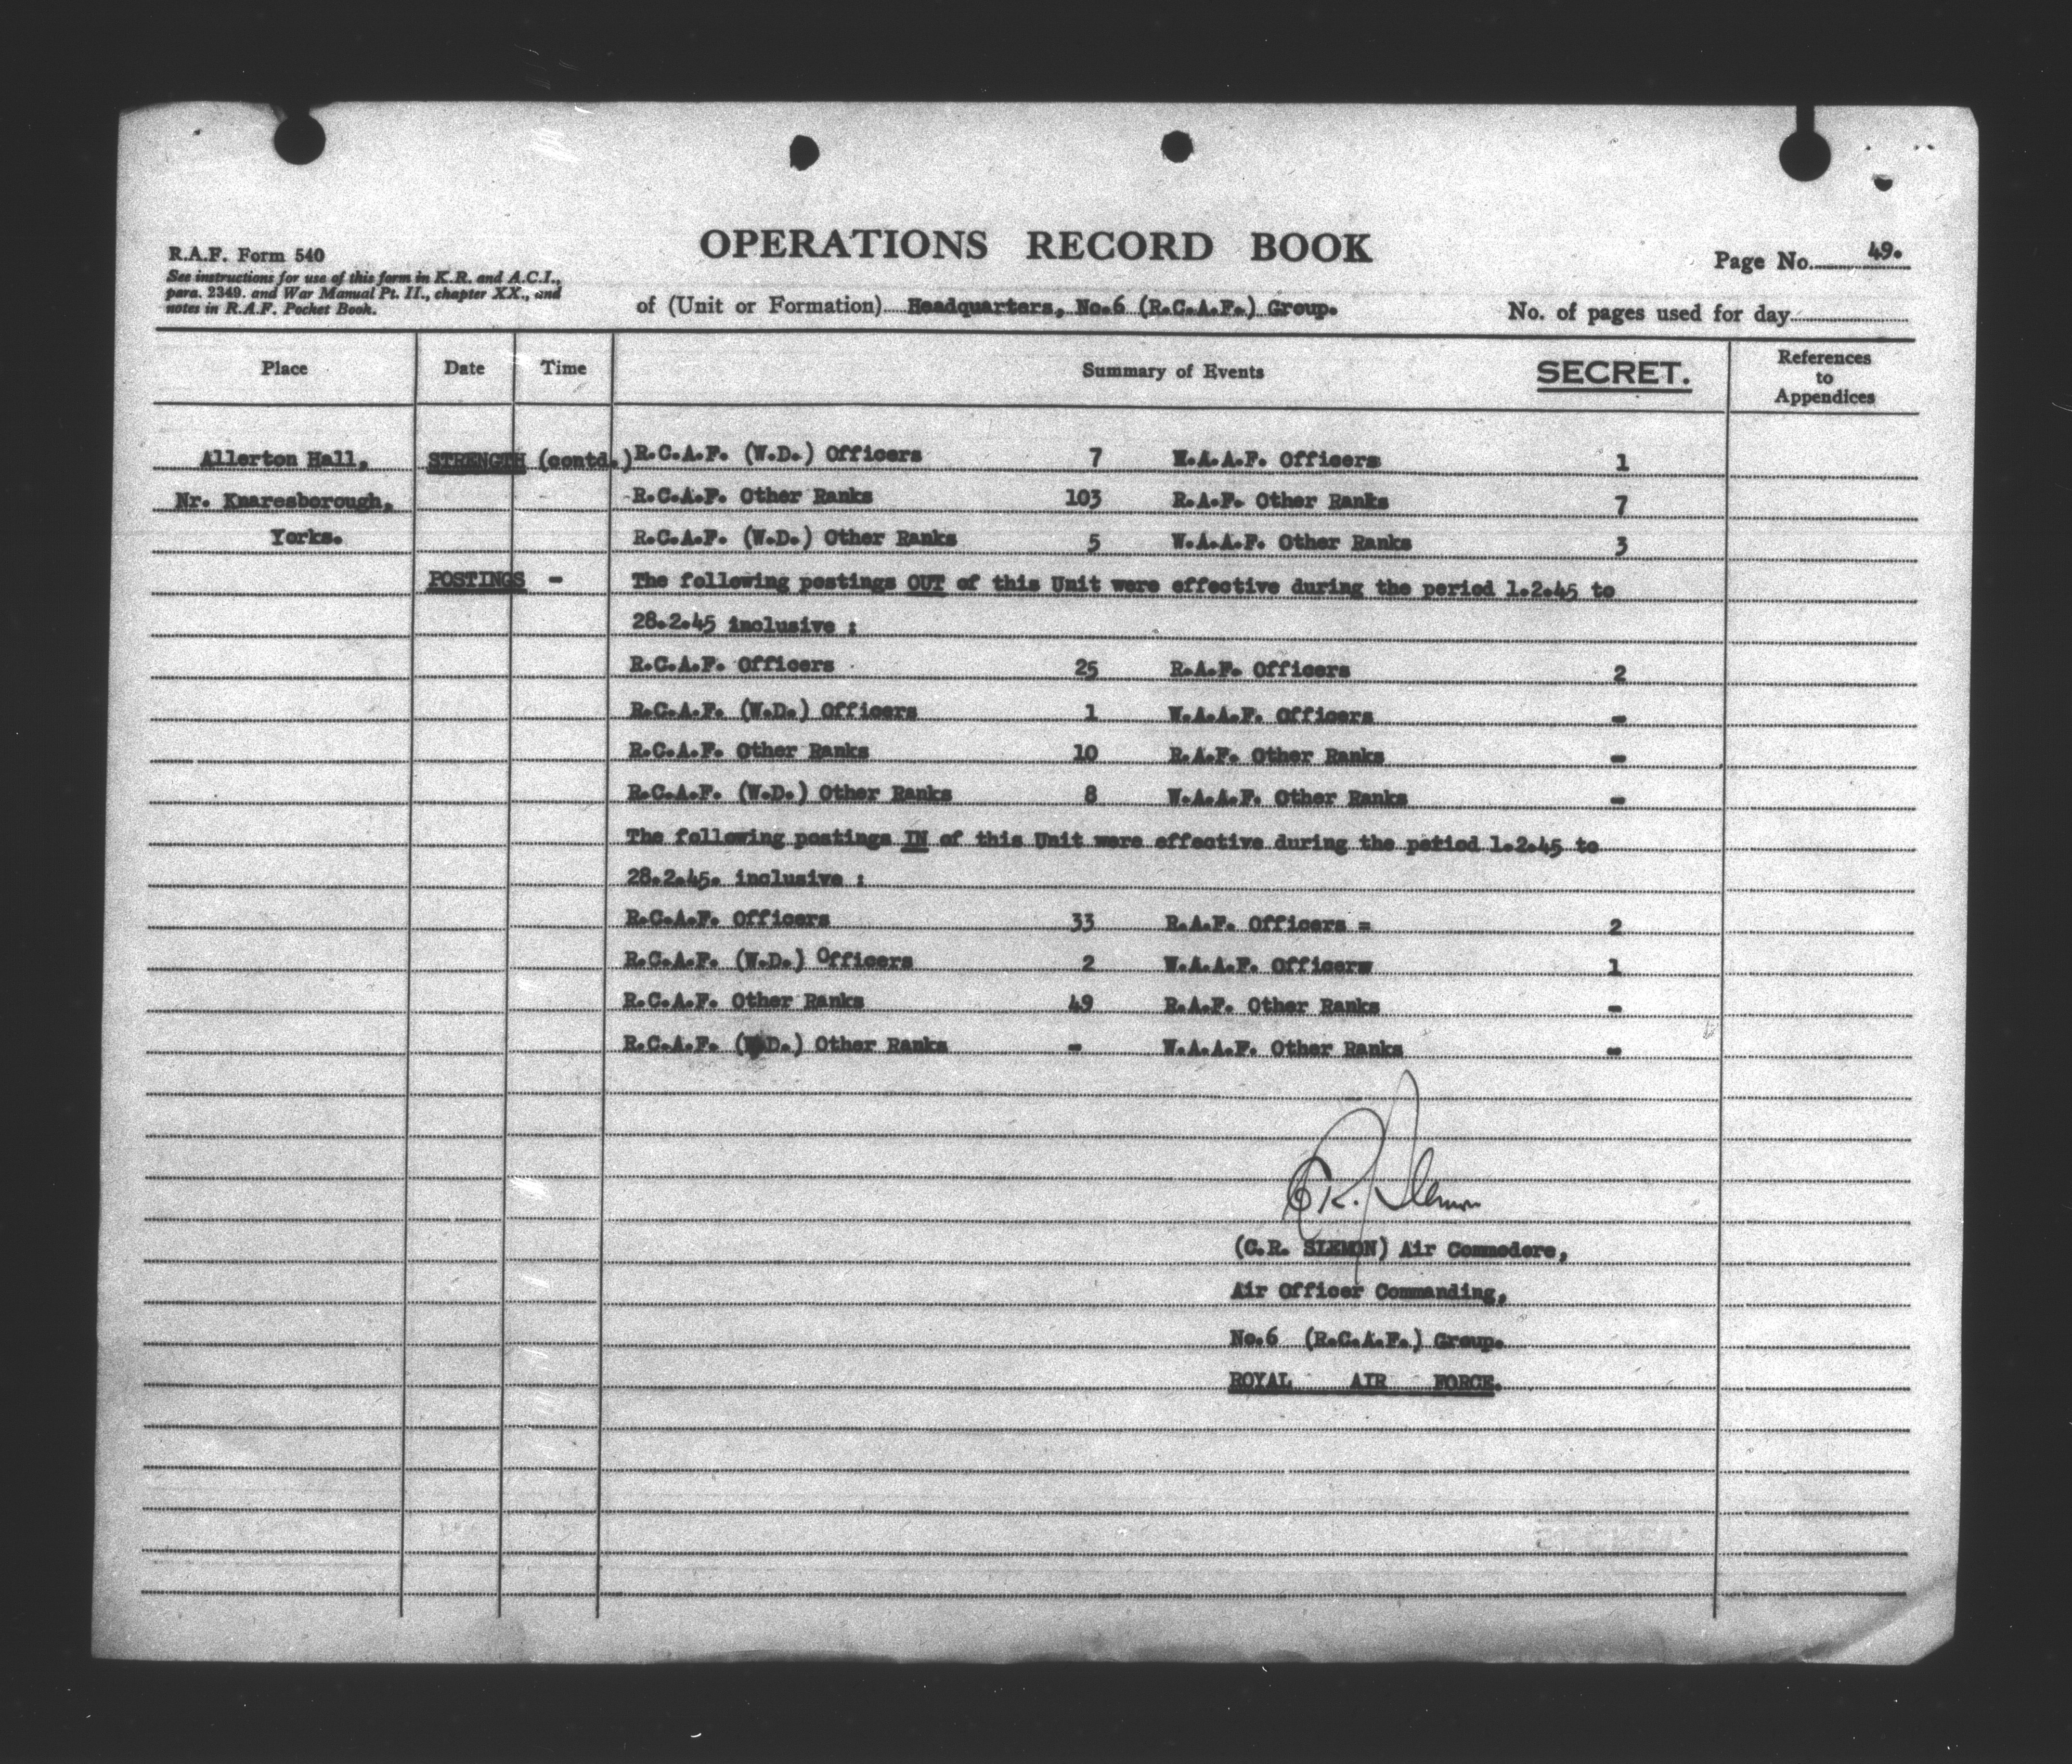 R.A.F. Form 540
See instructions for use of this form in K.R. and A.C.I.,
para. 2349. and War Manual Pt. II., chapter XX., and
notes in R.A.F. Pocket Book.
OPERATIONS RECORD BOOK
Page No. 49.
of (Unit or Formation) Headquarters, No.6 (R.C.A.F.) Group.
No. of pages used for day
Place Date Time Summary of Events SECRET. References
to
Appendices
Allerton Hall, STRENGTH (contd.) R.C.A.F. (W.D.) Officers 7 W.A.A.F. Officers 1
Nr. Knaresborough, R.C.A.F. Other Ranks 103 R.A.F. Other Ranks 7
Yorks. R.C.A.F. (W.D.) Other Ranks 5 W.A.A.F. Other Ranks 3
POSTINGS - The following postings OUT of this Unit were effective during the period 1.2.45 to
28.2.45 inclusive :
R.C.A.F. Officers 25 R.A.F. Officers 2
R.C.A.F. (W.D.) Officers 1 W.A.A.F. Officers -
R.C.A.F. Other Ranks 10 R.A.F. Other Ranks -
R.C.A.F. (W.D.) Other Ranks 8 W.A.A.F. Other Ranks -
The following postings IN of this Unit were effective during the period 1.2.45 to
28.2.45. inclusive :
R.C.A.F. Officers 33 R.A.F. Officers = 2
R.C.A.F. (W.D.) Officers 2 W.A.A.F. Officerw 1
R.C.A.F. Other Ranks 49 R.A.F. Other Ranks -
R.C.A.F. (W.D.) Other Ranks - W.A.A.F. Other Ranks -
CR. Slemon
(C.R. SLEMON) Air Commodore,
Air Officer Commanding,
No.6 (R.C.A.F.) Group.
ROYAL AIR FORCE.